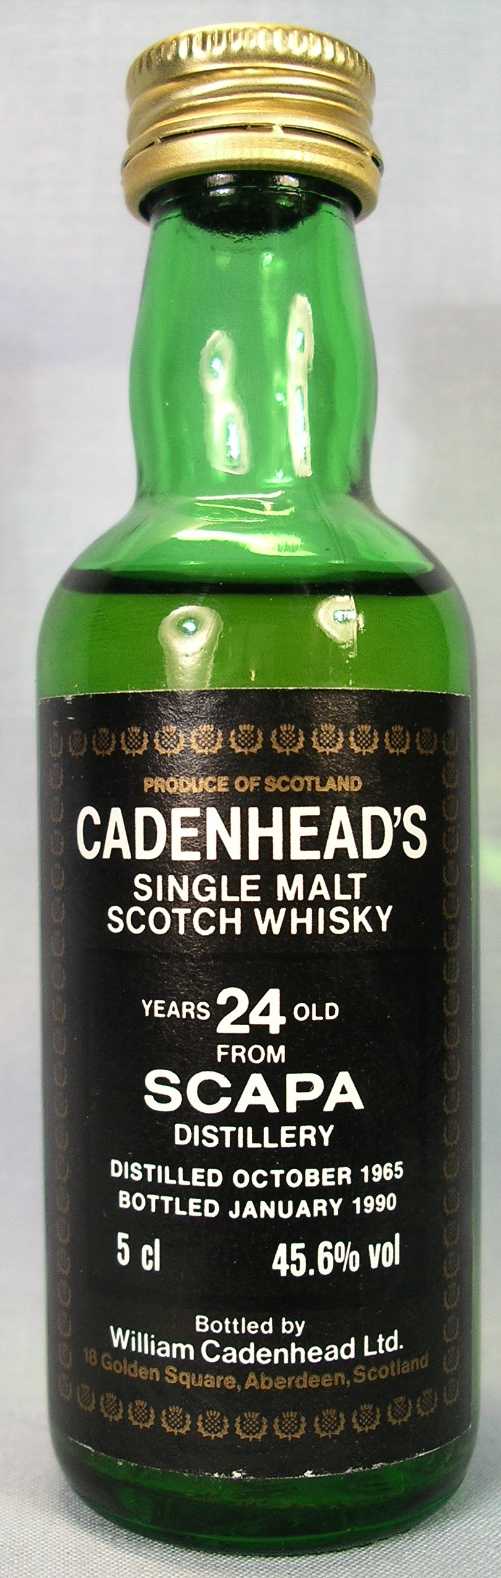 PRODUCE OF SCOTLAND
CADENHEAD'S
SINGLE MALT
SCOTCH WHISKY
YEARS 24 OLD
FROM
SCAPA
DISTILLERY
DISTILLED OCTOBER 1965
BOTTLED JANUARY 1990
5 cl 45.6% vol
Bottled by
William Cadenhead Ltd.
18 Golden Square, Aberdeen, Scotland